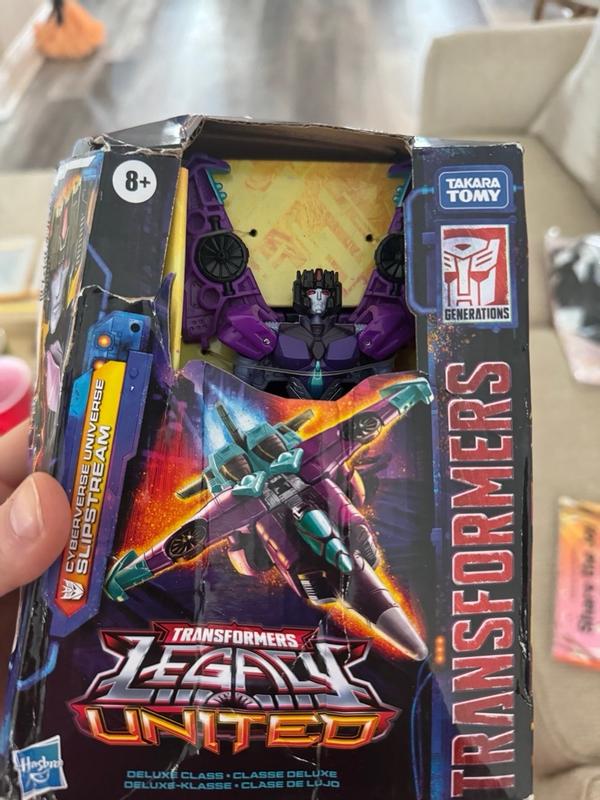 8+
TAKARA
TOMY
GENERATIONS
TRANSFORMERS
CYBERVERSE UNIVERSE
SLIPSTREAM
TRANSFORMERS
LEGACY
UNITED
Hasbro
DELUXE CLASS • CLASSE DELUXE
DELUXE-KLASSE • CLASE DE LUJO